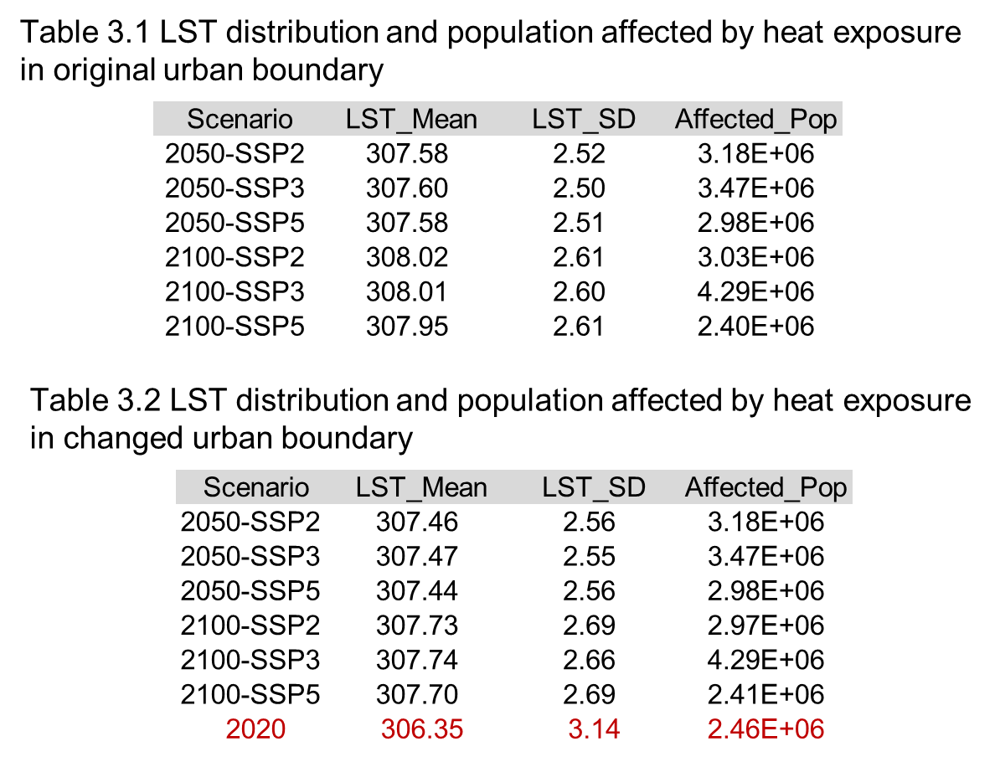 Table 3.1 LST distribution and population affected by heat exposure
in original urban boundary
Scenario LST_Mean LST_SD Affected_Pop
2050-SSP2 307.58 2.52 3.18E+06
2050-SSP3 307.60 2.50 3.47E+06
2050-SSP5 307.58 2.51 2.98E+06
2100-SSP2 308.02 2.61 3.03E+06
2100-SSP3 308.01 2.60 4.29E+06
2100-SSP5 307.95 2.61 2.40E+06
Table 3.2 LST distribution and population affected by heat exposure
in changed urban boundary
Scenario LST_Mean LST_SD Affected_Pop
2050-SSP2 307.46 2.56 3.18E+06
2050-SSP3 307.47 2.55 3.47E+06
2050-SSP5 307.44 2.56 2.98E+06
2100-SSP2 307.73 2.69 2.97E+06
2100-SSP3 307.74 2.66 4.29E+06
2100-SSP5 307.70 2.69 2.41E+06
2020 306.35 3.14 2.46E+06